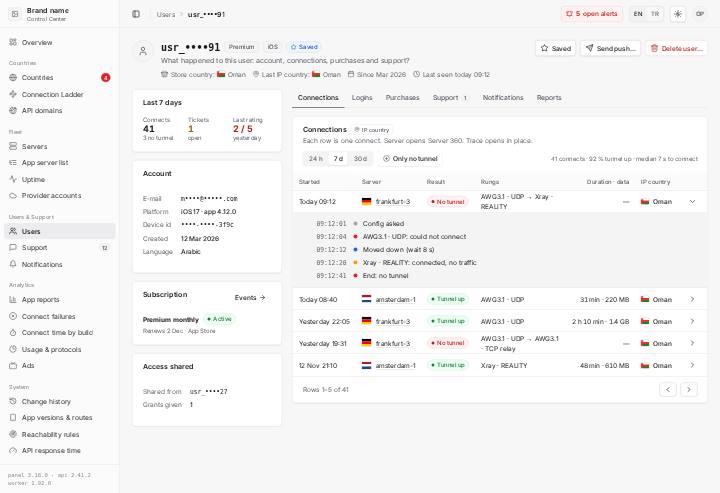 Brand name
Control Center
Overview
Countries
Countries 4
Connection Ladder
API domains
Fleet
Servers
App server list
Uptime
Provider accounts
Users & Support
Users
Support 12
Notifications
Analytics
App reports
Connect failures
Connect time by build
Usage & protocols
Ads
System
Change history
App versions & routes
Reachability rules
API response time
panel 3.18.0 · api 2.41.2
worker 1.92.0
Users > usr_••••91
5 open alerts EN TR OP
usr_••••91 Premium iOS Saved
What happened to this user: account, connections, purchases and support?
Store country: Oman Last IP country: Oman Since Mar 2026 Last seen today 09:12
Saved Send push... Delete user...
Last 7 days
Connects Tickets Last rating
41 1 2 / 5
3 no tunnel open yesterday
Account
E-mail m••••@•••••.com
Platform iOS 17 · app 4.12.0
Device id ••••-••••-3f9c
Created 12 Mar 2026
Language Arabic
Subscription Events →
Premium monthly Active
Renews 2 Dec · App Store
Access shared
Shared from usr_••••27
Grants given 1
Connections Logins Purchases Support 1 Notifications Reports
Connections IP country
Each row is one connect. Server opens Server 360. Trace opens in place.
24 h 7 d 30 d Only no tunnel 41 connects · 92 % tunnel up · median 7 s to connect
Started Server Result Rungs Duration · data IP country
Today 09:12 frankfurt-3 No tunnel AWG3.1 · UDP → Xray ·
REALITY — Oman
09:12:01 Config asked
09:12:04 AWG3.1 · UDP: could not connect
09:12:12 Moved down (wait 8 s)
09:12:20 Xray · REALITY: connected, no traffic
09:12:41 End: no tunnel
Today 08:40 amsterdam-1 Tunnel up AWG3.1 · UDP 31 min · 220 MB Oman
Yesterday 22:05 frankfurt-3 Tunnel up AWG3.1 · UDP 2 h 10 min · 1.4 GB Oman
Yesterday 19:31 frankfurt-3 No tunnel AWG3.1 · UDP → AWG3.1
· TCP relay — Oman
12 Nov 21:10 amsterdam-1 Tunnel up Xray · REALITY 48 min · 610 MB Oman
Rows 1–5 of 41